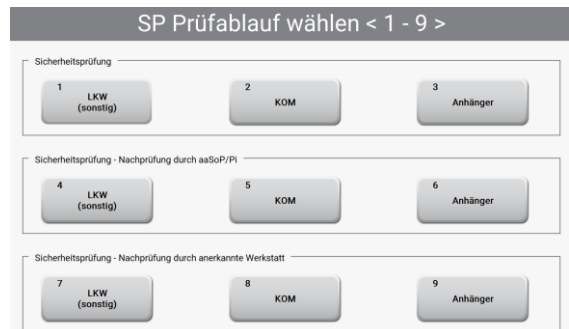 SP Prüfablauf wählen < 1 - 9 >
Sicherheitsprüfung
1 LKW (sonstig)
2 KOM
3 Anhänger
Sicherheitsprüfung - Nachprüfung durch aaSoP/Pi
4 LKW (sonstig)
5 KOM
6 Anhänger
Sicherheitsprüfung - Nachprüfung durch anerkannte Werkstatt
7 LKW (sonstig)
8 KOM
9 Anhänger